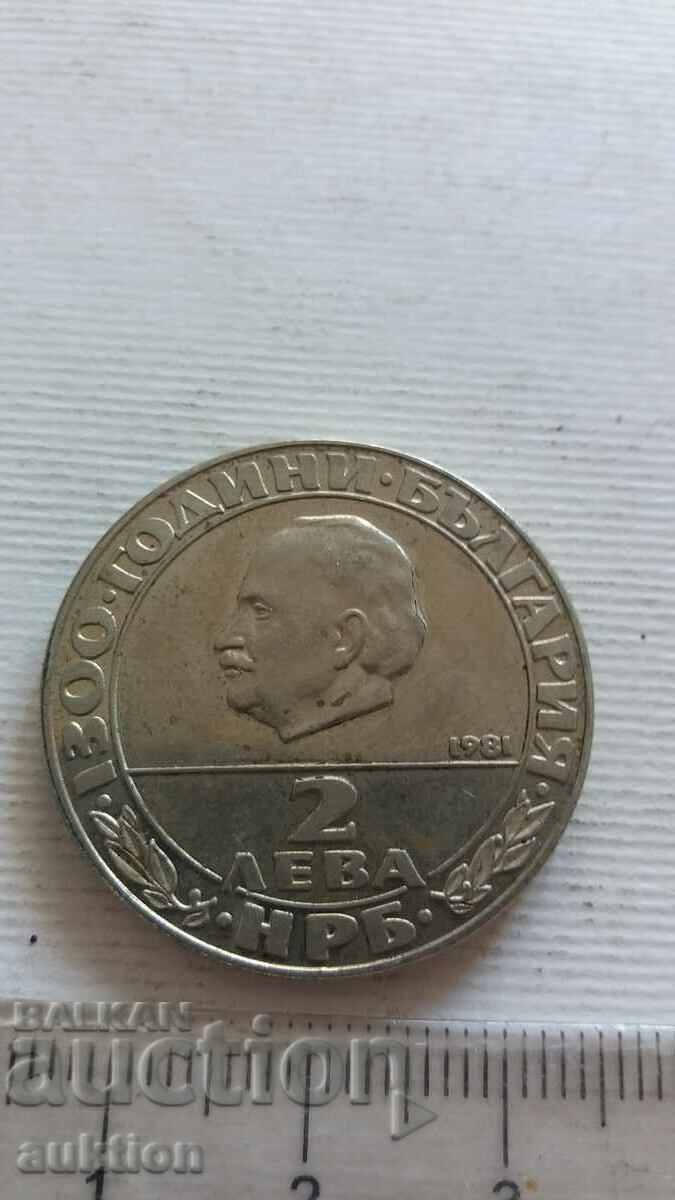 · 1300 · ГОДИНИ · БЪЛГАРИЯ ·
1981
2
ЛЕВА
· НРБ ·
BALKAN
auction
auktion
1 2 3